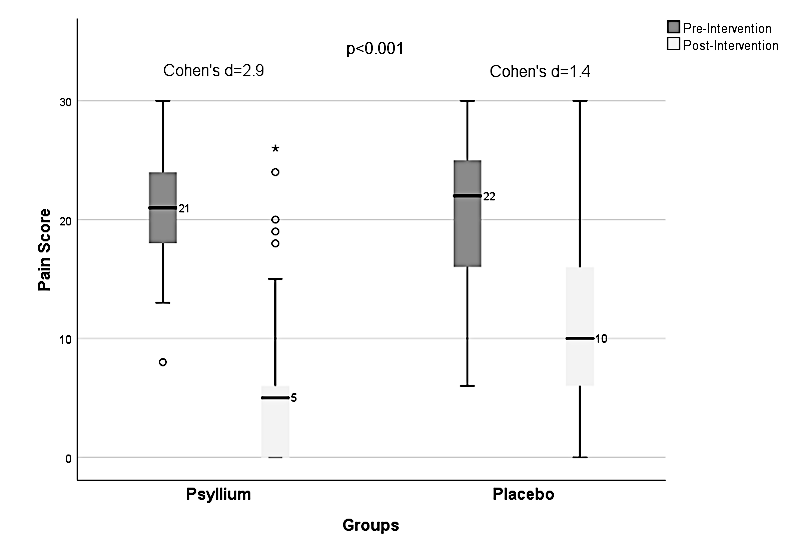 Pre-Intervention
Post-Intervention
p<0.001
Cohen's d=2.9
Cohen's d=1.4
30
20
10
0
21
5
22
10
Pain Score
Psyllium
Placebo
Groups